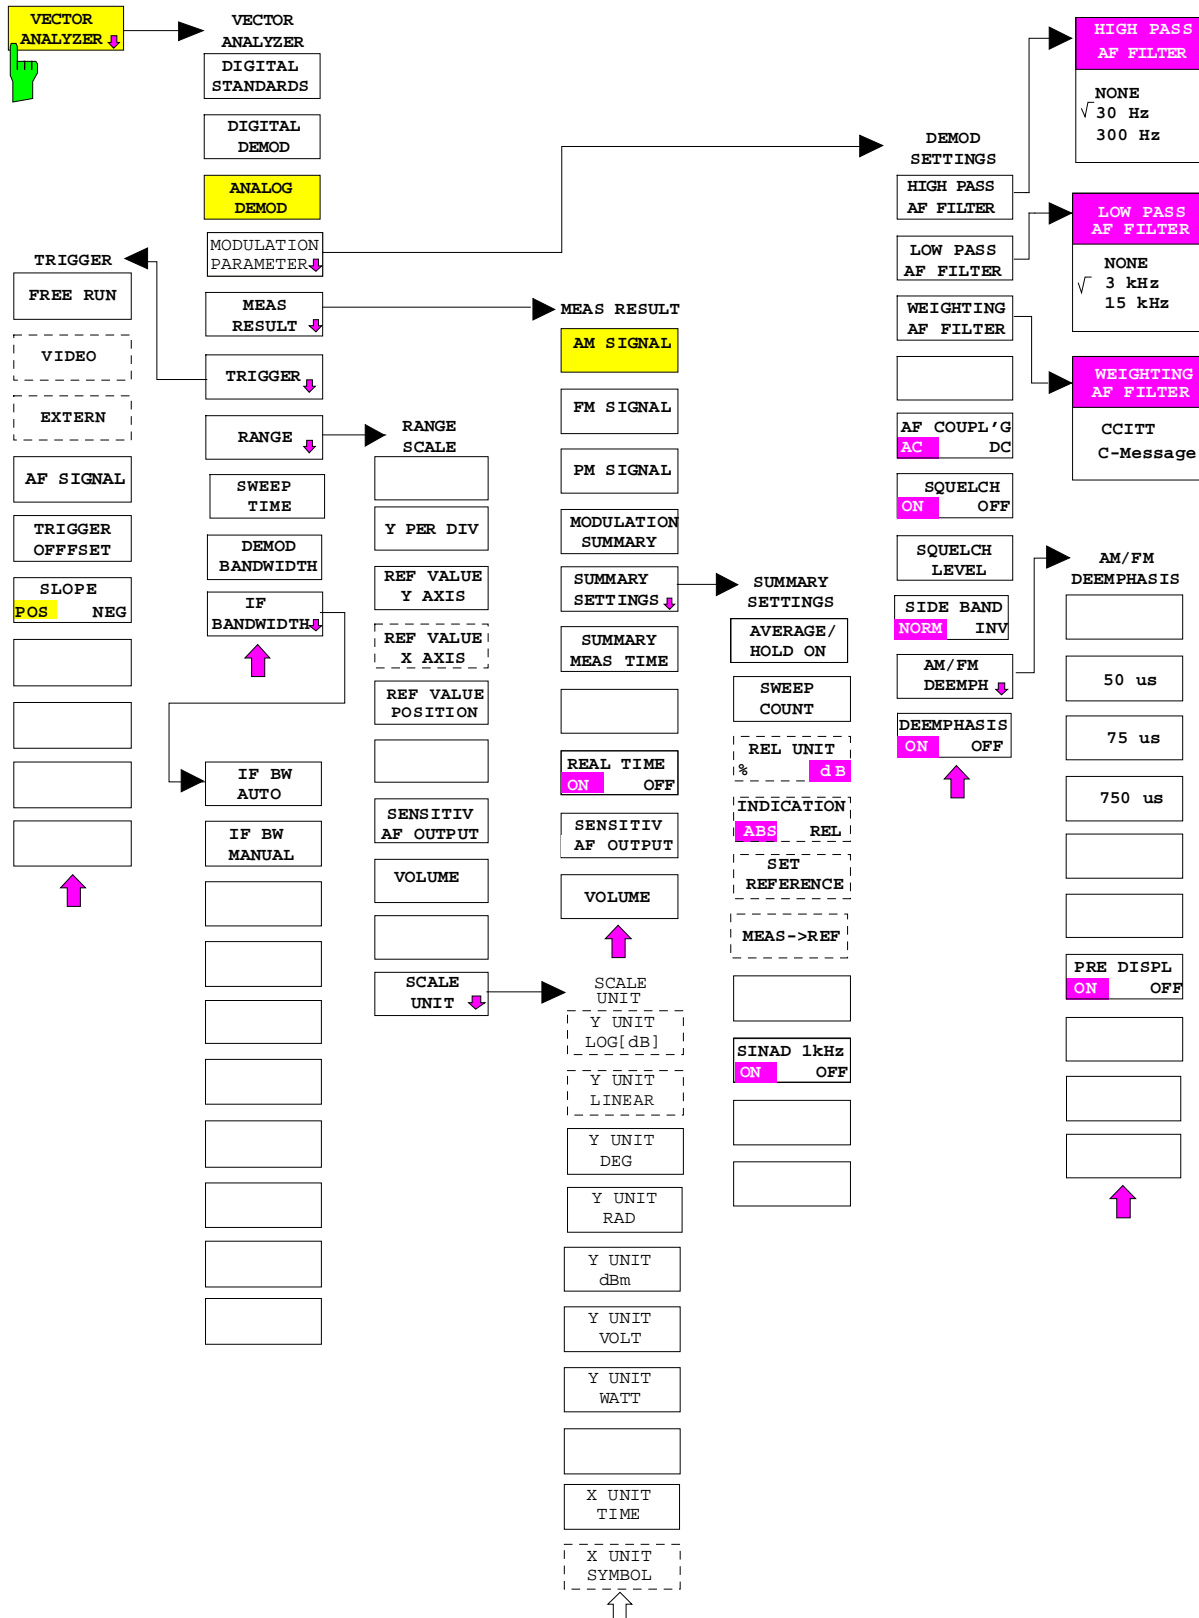 VECTOR
ANALYZER
VECTOR
ANALYZER
DIGITAL
STANDARDS
DIGITAL
DEMOD
ANALOG
DEMOD
MODULATION
PARAMETER
MEAS
RESULT
TRIGGER
RANGE
SWEEP
TIME
DEMOD
BANDWIDTH
IF
BANDWIDTH
TRIGGER
FREE RUN
VIDEO
EXTERN
AF SIGNAL
TRIGGER
OFFFSET
SLOPE
POS NEG
IF BW
AUTO
IF BW
MANUAL
RANGE
SCALE
Y PER DIV
REF VALUE
Y AXIS
REF VALUE
X AXIS
REF VALUE
POSITION
SENSITIV
AF OUTPUT
VOLUME
SCALE
UNIT
MEAS RESULT
AM SIGNAL
FM SIGNAL
PM SIGNAL
MODULATION
SUMMARY
SUMMARY
SETTINGS
SUMMARY
MEAS TIME
REAL TIME
ON OFF
SENSITIV
AF OUTPUT
VOLUME
SCALE
UNIT
Y UNIT
LOG[dB]
Y UNIT
LINEAR
Y UNIT
DEG
Y UNIT
RAD
Y UNIT
dBm
Y UNIT
VOLT
Y UNIT
WATT
X UNIT
TIME
X UNIT
SYMBOL
SUMMARY
SETTINGS
AVERAGE/
HOLD ON
SWEEP
COUNT
REL UNIT
% dB
INDICATION
ABS REL
SET
REFERENCE
MEAS->REF
SINAD 1kHz
ON OFF
DEMOD
SETTINGS
HIGH PASS
AF FILTER
LOW PASS
AF FILTER
WEIGHTING
AF FILTER
AF COUPL'G
AC DC
SQUELCH
ON OFF
SQUELCH
LEVEL
SIDE BAND
NORM INV
AM/FM
DEEMPH
DEEMPHASIS
ON OFF
HIGH PASS
AF FILTER
NONE
√ 30 Hz
300 Hz
LOW PASS
AF FILTER
NONE
√ 3 kHz
15 kHz
WEIGHTING
AF FILTER
CCITT
C-Message
AM/FM
DEEMPHASIS
50 us
75 us
750 us
PRE DISPL
ON OFF